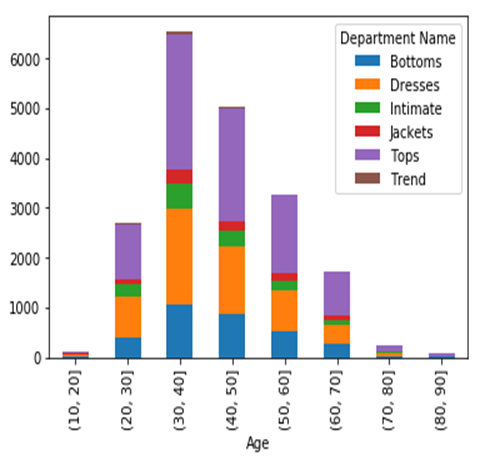 Department Name
Bottoms
Dresses
Intimate
Jackets
Tops
Trend
6000
5000
4000
3000
2000
1000
0
(10, 20]
(20, 30]
(30, 40]
(40, 50]
(50, 60]
(60, 70]
(70, 80]
(80, 90]
Age